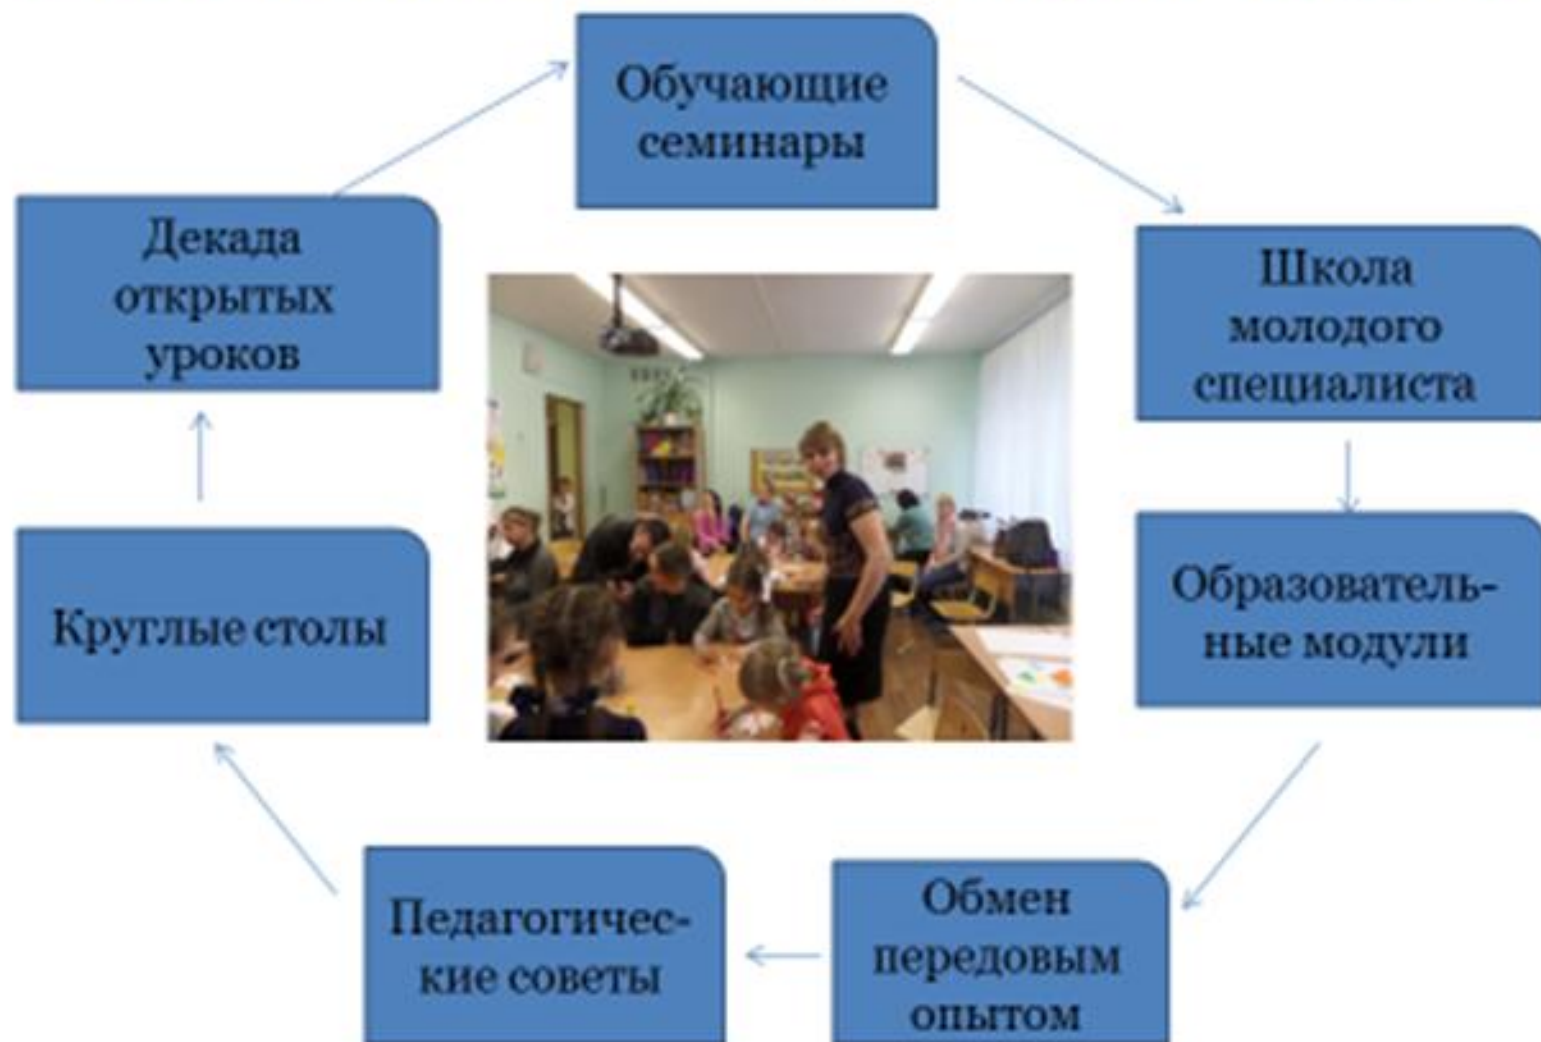 Обучающие
семинары
Школа
молодого
специалиста
Образователь-
ные модули
Обмен
передовым
опытом
Педагогичес-
кие советы
Круглые столы
Декада
открытых
уроков